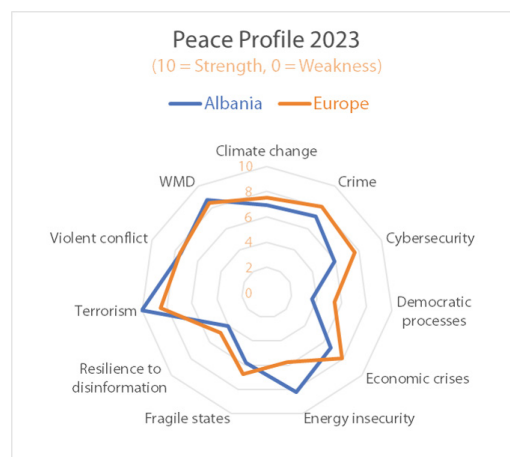 Peace Profile 2023
(10 = Strength, 0 = Weakness)
Albania Europe
Climate change
10
WMD
Crime
8
6
Violent conflict
Cybersecurity
4
2
0
Terrorism
Democratic
processes
Resilience to
disinformation
Economic crises
Fragile states
Energy insecurity